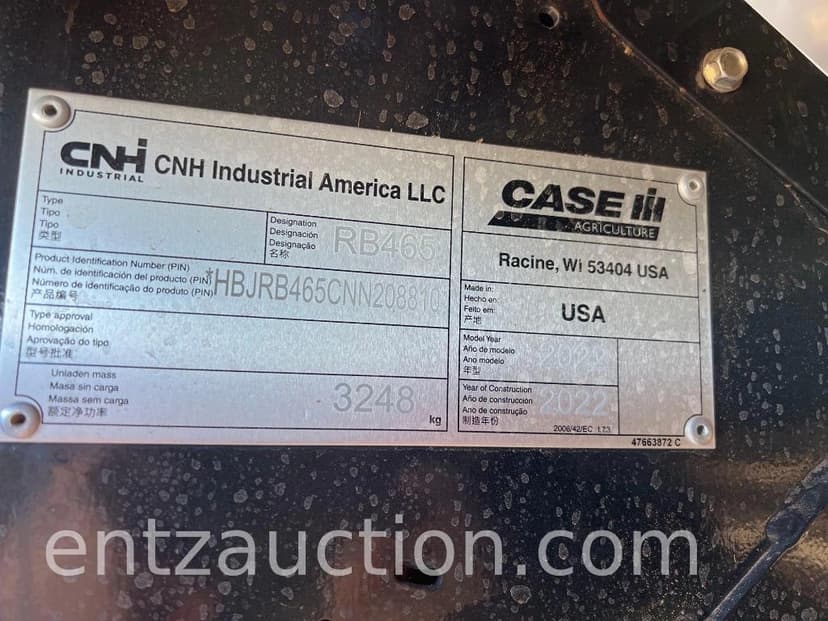 CNHi
INDUSTRIAL
CNH Industrial America LLC
Type
Tipo
Tipo
类型
Designation
Designación
Designação
名称
RB465
Product Identification Number (PIN)
Núm. de identificación del producto (PIN)
Número de identificação do produto (PIN)
产品编号
*HBJRB465CNN208810
Type approval
Homologación
Aprovação do tipo
型号批准
Unladen mass
Masa sin carga
Massa sem carga
额定净功率
3248
kg
CASE IH
AGRICULTURE
Racine, Wi 53404 USA
Made in:
Hecho en:
Feito em:
产地
USA
Model Year
Año de modelo
Ano modelo
年型
Year of Construction
Año de construcción
Ano de construção
制造年份
2022
2006/42/EC 1.7.3
47663872 C
entzauction.com